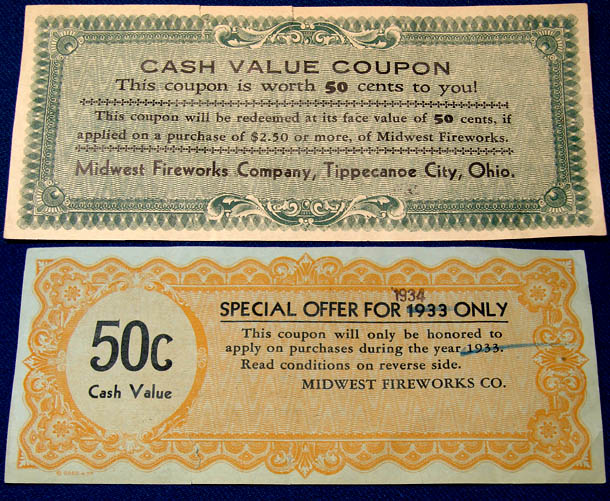 CASH VALUE COUPON
This coupon is worth 50 cents to you!
This coupon will be redeemed at its face value of 50 cents, if
applied on a purchase of $2.50 or more, of Midwest Fireworks.
Midwest Fireworks Company, Tippecanoe City, Ohio.
50c
Cash Value
1934
SPECIAL OFFER FOR 1933 ONLY
This coupon will only be honored to
apply on purchases during the year 1933.
Read conditions on reverse side.
MIDWEST FIREWORKS CO.